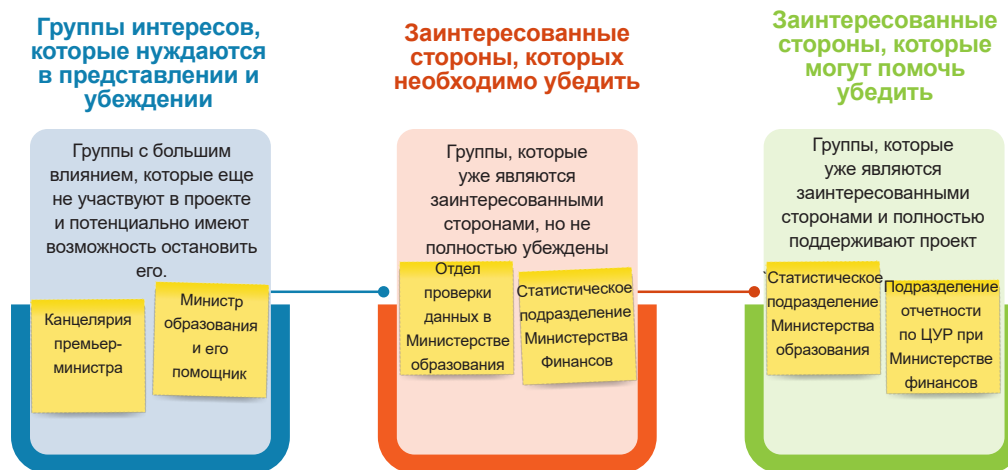 Группы интересов,
которые нуждаются
в представлении и
убеждении
Группы с большим
влиянием, которые еще
не участвуют в проекте
и потенциально имеют
возможность остановить
его.
Канцелярия
премьер-
министра
Министр
образования
и его
помощник
Заинтересованные
стороны, которых
необходимо убедить
Группы, которые
уже являются
заинтересованными
сторонами, но не
полностью убеждены
Отдел
проверки
данных в
Министерстве
образования
Статистическое
подразделение
Министерства
Финансов
Заинтересованные
стороны, которые
могут помочь
убедить
Группы, которые
уже являются
заинтересованными
сторонами и полностью
поддерживают проект
`Статистическое
подразделение
Министерства
образования
Подразделение
отчетности
по ЦУР при
Министерстве
финансов